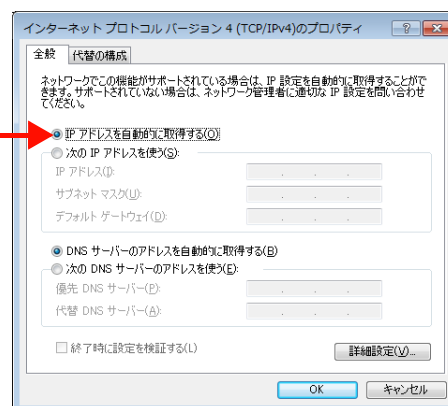 インターネット プロトコル バージョン 4 (TCP/IPv4)のプロパティ
全般 代替の構成
ネットワークでこの機能がサポートされている場合は、IP 設定を自動的に取得することがで
きます。サポートされていない場合は、ネットワーク管理者に適切な IP 設定を問い合わせ
てください。
IP アドレスを自動的に取得する(O)
次の IP アドレスを使う(S):
IP アドレス(I):
サブネット マスク(U):
デフォルト ゲートウェイ(D):
DNS サーバーのアドレスを自動的に取得する(B)
次の DNS サーバーのアドレスを使う(E):
優先 DNS サーバー(P):
代替 DNS サーバー(A):
終了時に設定を検証する(L)
詳細設定(V)...
OK キャンセル